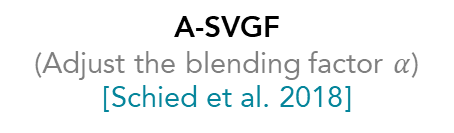 A-SVGF
(Adjust the blending factor 𝛼)
[Schied et al. 2018]